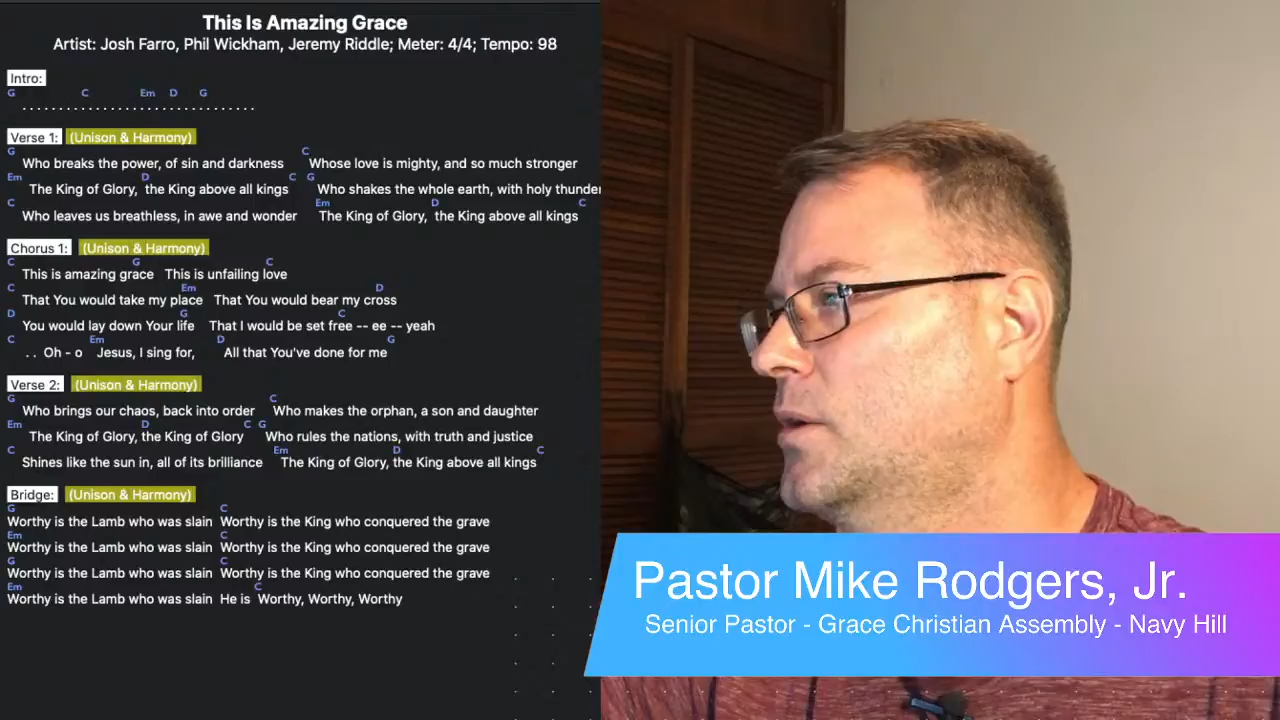 This Is Amazing Grace
Artist: Josh Farro, Phil Wickham, Jeremy Riddle; Meter: 4/4; Tempo: 98
Intro:
G C Em D G
. . . . . . . . . . . . . . . . . . . . . . . . . . . . . . . . .
Verse 1: (Unison & Harmony)
G C
Who breaks the power, of sin and darkness Whose love is mighty, and so much stronger
Em D C G
The King of Glory, the King above all kings Who shakes the whole earth, with holy thunder
C Em D C
Who leaves us breathless, in awe and wonder The King of Glory, the King above all kings
Chorus 1: (Unison & Harmony)
C G C
This is amazing grace This is unfailing love
C Em D
That You would take my place That You would bear my cross
D G C
You would lay down Your life That I would be set free -- ee -- yeah
C Em D G
. . Oh - o Jesus, I sing for, All that You've done for me
Verse 2: (Unison & Harmony)
G C
Who brings our chaos, back into order Who makes the orphan, a son and daughter
Em D C G
The King of Glory, the King of Glory Who rules the nations, with truth and justice
C Em D C
Shines like the sun in, all of its brilliance The King of Glory, the King above all kings
Bridge: (Unison & Harmony)
G C
Worthy is the Lamb who was slain Worthy is the King who conquered the grave
Em C
Worthy is the Lamb who was slain Worthy is the King who conquered the grave
G C
Worthy is the Lamb who was slain Worthy is the King who conquered the grave
Em C
Worthy is the Lamb who was slain He is Worthy, Worthy, Worthy
Pastor Mike Rodgers, Jr.
Senior Pastor - Grace Christian Assembly - Navy Hill